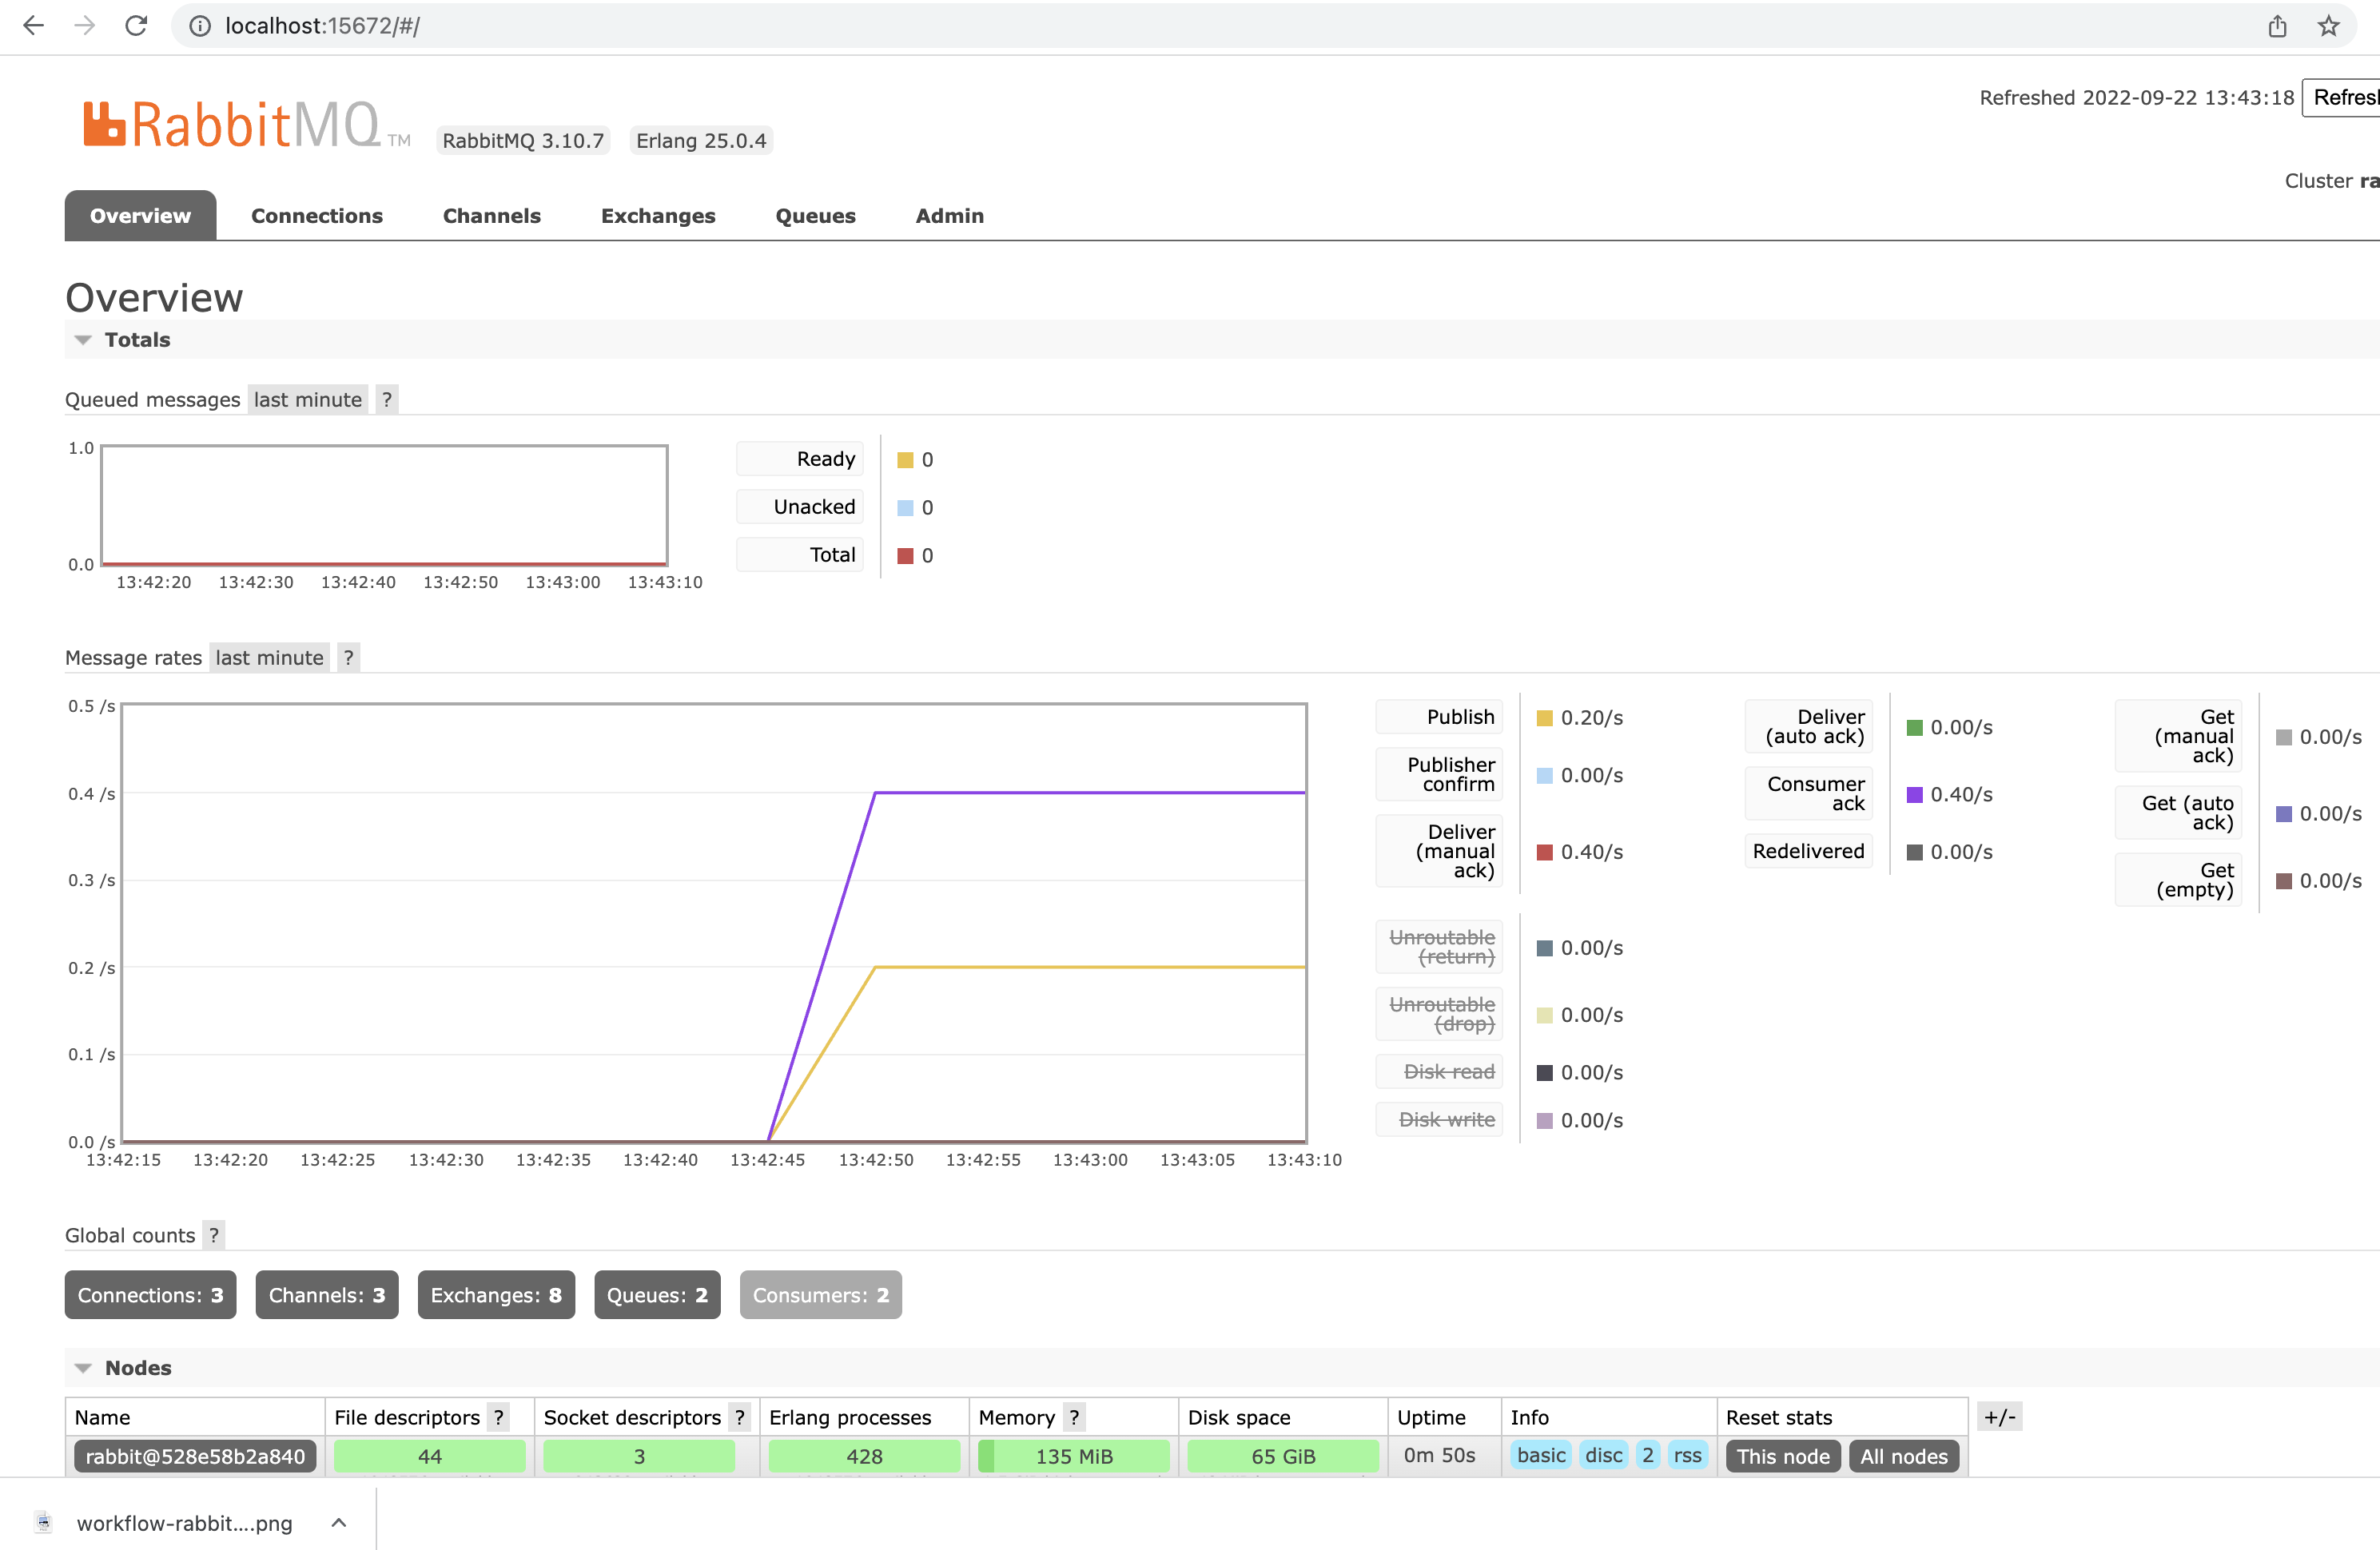 localhost:15672/#/
RabbitMQ TM RabbitMQ 3.10.7 Erlang 25.0.4
Refreshed 2022-09-22 13:43:18 Refresh
Cluster ra
Overview Connections Channels Exchanges Queues Admin
Overview
Totals
Queued messages last minute ?
1.0
0.0
13:42:20 13:42:30 13:42:40 13:42:50 13:43:00 13:43:10
Ready 0
Unacked 0
Total 0
Message rates last minute ?
0.5 /s
0.4 /s
0.3 /s
0.2 /s
0.1 /s
0.0 /s
13:42:15 13:42:20 13:42:25 13:42:30 13:42:35 13:42:40 13:42:45 13:42:50 13:42:55 13:43:00 13:43:05 13:43:10
Publish 0.20/s
Publisher
confirm 0.00/s
Deliver
(manual
ack) 0.40/s
Unroutable
(return) 0.00/s
Unroutable
(drop) 0.00/s
Disk read 0.00/s
Disk write 0.00/s
Deliver
(auto ack) 0.00/s
Consumer
ack 0.40/s
Redelivered 0.00/s
Get
(manual
ack) 0.00/s
Get (auto
ack) 0.00/s
Get
(empty) 0.00/s
Global counts ?
Connections: 3 Channels: 3 Exchanges: 8 Queues: 2 Consumers: 2
Nodes
Name File descriptors ? Socket descriptors ? Erlang processes Memory ? Disk space Uptime Info Reset stats +/-
rabbit@528e58b2a840 44 3 428 135 MiB 65 GiB 0m 50s basic disc 2 rss This node All nodes
workflow-rabbit....png